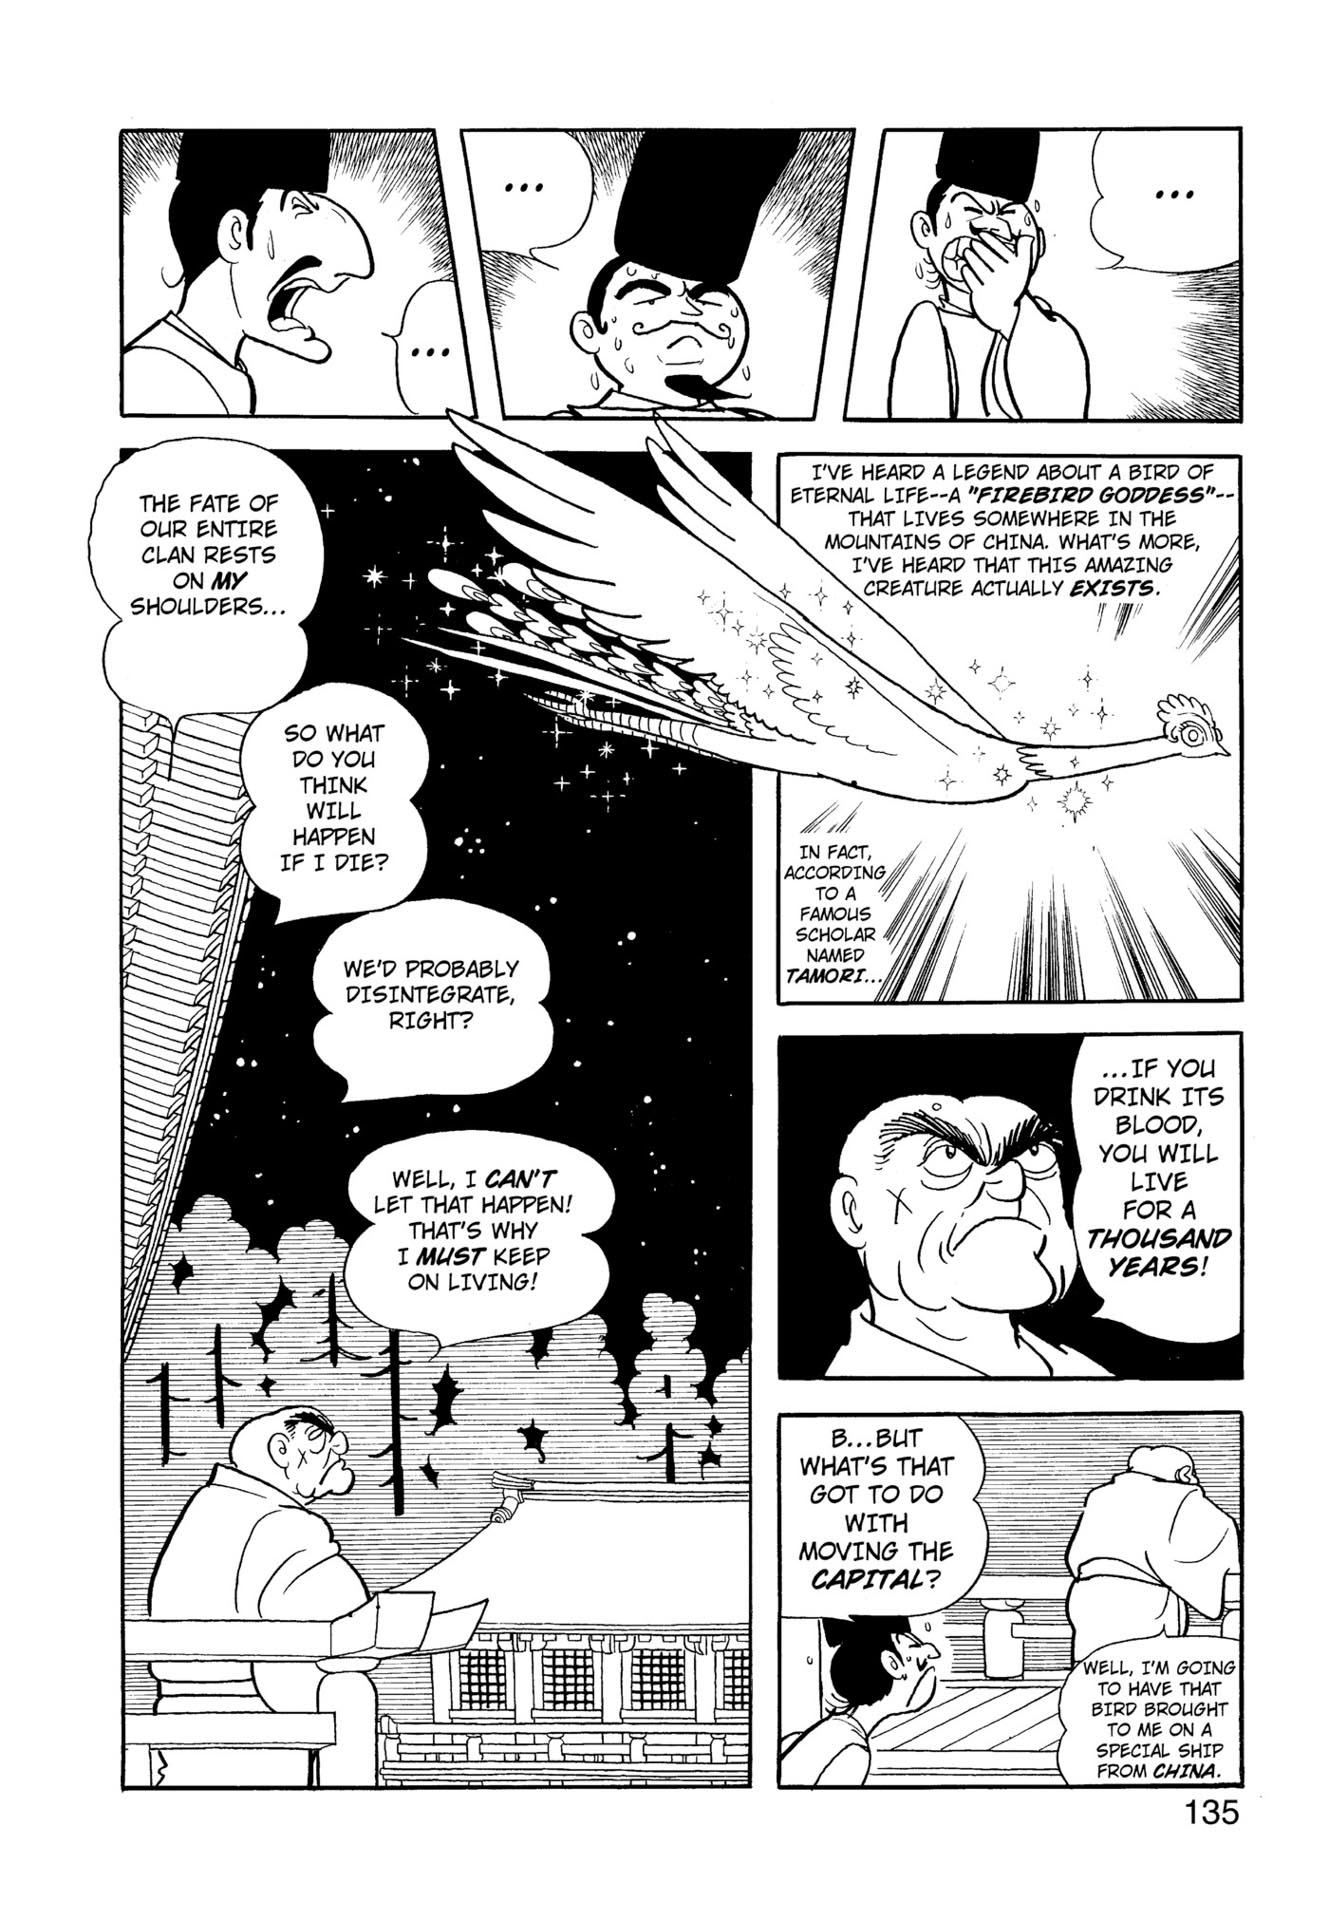 ...
...
...
THE FATE OF
OUR ENTIRE
CLAN RESTS
ON MY
SHOULDERS...
SO WHAT
DO YOU
THINK
WILL
HAPPEN
IF I DIE?
WE'D PROBABLY
DISINTEGRATE,
RIGHT?
WELL, I CAN'T
LET THAT HAPPEN!
THAT'S WHY
I MUST KEEP
ON LIVING!
I'VE HEARD A LEGEND ABOUT A BIRD OF
ETERNAL LIFE--A "FIREBIRD GODDESS"--
THAT LIVES SOMEWHERE IN THE
MOUNTAINS OF CHINA. WHAT'S MORE,
I'VE HEARD THAT THIS AMAZING
CREATURE ACTUALLY EXISTS.
IN FACT,
ACCORDING
TO A
FAMOUS
SCHOLAR
NAMED
TAMORI...
...IF YOU
DRINK ITS
BLOOD,
YOU WILL
LIVE
FOR A
THOUSAND
YEARS!
B...BUT
WHAT'S THAT
GOT TO DO
WITH
MOVING THE
CAPITAL?
WELL, I'M GOING
TO HAVE THAT
BIRD BROUGHT
TO ME ON A
SPECIAL SHIP
FROM CHINA.
135